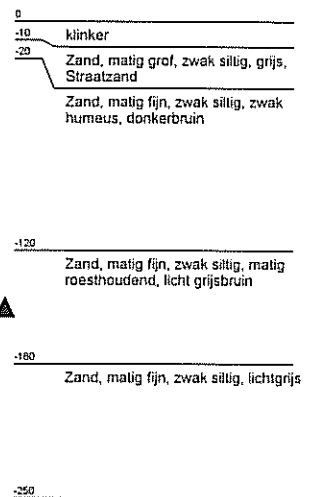 0
-10
klinker
-20
Zand, matig grof, zwak siltig, grijs,
Straatzand
Zand, matig fijn, zwak siltig, zwak
humeus, donkerbruin
-120
Zand, matig fijn, zwak siltig, matig
roesthoudend, licht grijsbruin
-180
Zand, matig fijn, zwak siltig, lichtgrijs
-250